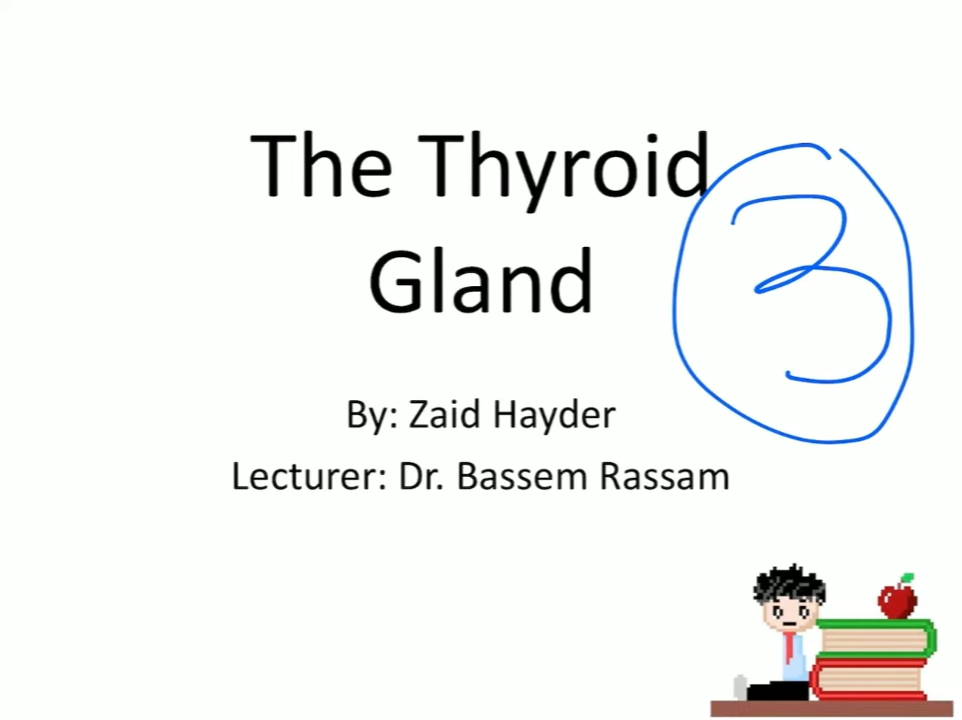 The Thyroid
Gland
3
By: Zaid Hayder
Lecturer: Dr. Bassem Rassam